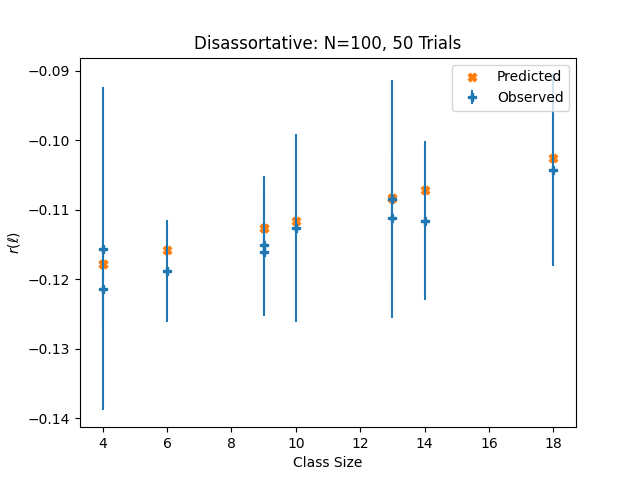 Disassortative: N=100, 50 Trials
Predicted
Observed
−0.09
−0.10
−0.11
−0.12
−0.13
−0.14
r(ℓ)
4 6 8 10 12 14 16 18
Class Size